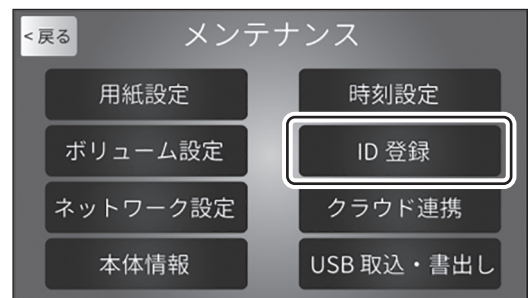 <戻る
メンテナンス
用紙設定
時刻設定
ボリューム設定
ID 登録
ネットワーク設定
クラウド連携
本体情報
USB 取込・書出し